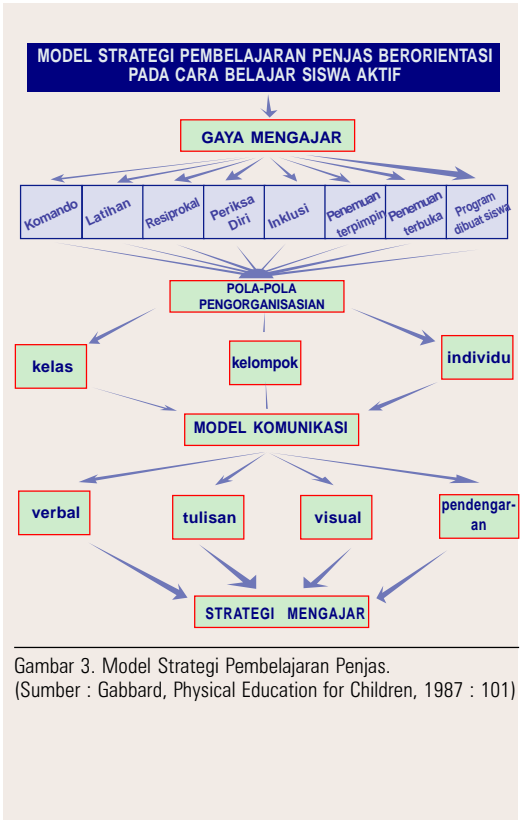 MODEL STRATEGI PEMBELAJARAN PENJAS BERORIENTASI
PADA CARA BELAJAR SISWA AKTIF
GAYA MENGAJAR
Komando
Latihan
Resiprokal
Periksa
Diri
Inklusi
Penemuan
terpimpin
Penemuan
terbuka
Program
dibuat siswa
POLA-POLA
PENGORGANISASIAN
kelas
kelompok
individu
MODEL KOMUNIKASI
verbal
tulisan
visual
pendengar-
an
STRATEGI MENGAJAR
Gambar 3. Model Strategi Pembelajaran Penjas.
(Sumber : Gabbard, Physical Education for Children, 1987 : 101)